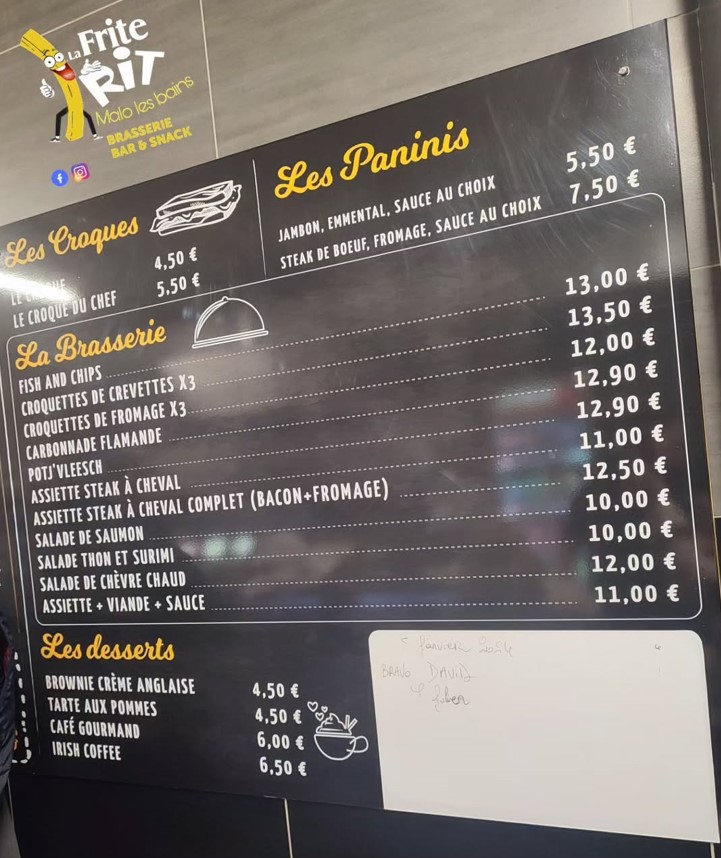 La Frite
RiT
Malo les bains
BRASSERIE
BAR & SNACK
Les Croques
LE CROQUE 4,50 €
LE CROQUE DU CHEF 5,50 €
Les Paninis
JAMBON, EMMENTAL, SAUCE AU CHOIX 5,50 €
STEAK DE BOEUF, FROMAGE, SAUCE AU CHOIX 7,50 €
La Brasserie
FISH AND CHIPS 13,00 €
CROQUETTES DE CREVETTES X3 13,50 €
CROQUETTES DE FROMAGE X3 12,00 €
CARBONNADE FLAMANDE 12,90 €
POTJ'VLEESCH 12,90 €
ASSIETTE STEAK À CHEVAL 11,00 €
ASSIETTE STEAK À CHEVAL COMPLET (BACON+FROMAGE) 12,50 €
SALADE DE SAUMON 10,00 €
SALADE THON ET SURIMI 10,00 €
SALADE DE CHÈVRE CHAUD 12,00 €
ASSIETTE + VIANDE + SAUCE 11,00 €
Les desserts
BROWNIE CRÈME ANGLAISE 4,50 €
TARTE AUX POMMES 4,50 €
CAFÉ GOURMAND 6,00 €
IRISH COFFEE 6,50 €
BRAVO DAVID